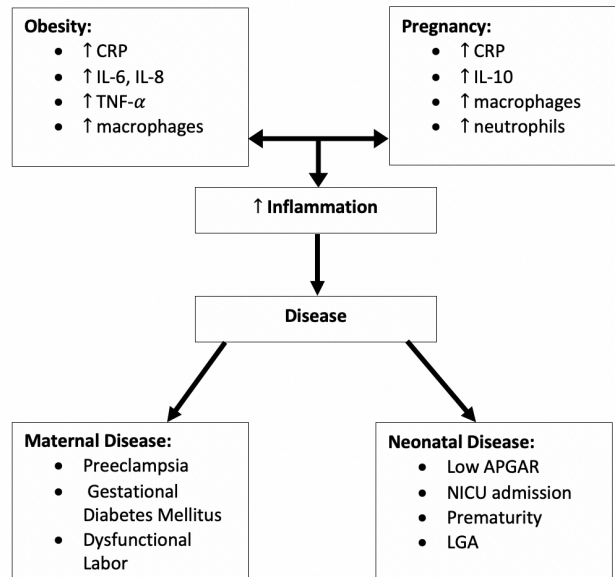 Obesity:
• ↑ CRP
• ↑ IL-6, IL-8
• ↑ TNF-α
• ↑ macrophages
Pregnancy:
• ↑ CRP
• ↑ IL-10
• ↑ macrophages
• ↑ neutrophils
↑ Inflammation
Disease
Maternal Disease:
• Preeclampsia
• Gestational
Diabetes Mellitus
• Dysfunctional
Labor
Neonatal Disease:
• Low APGAR
• NICU admission
• Prematurity
• LGA